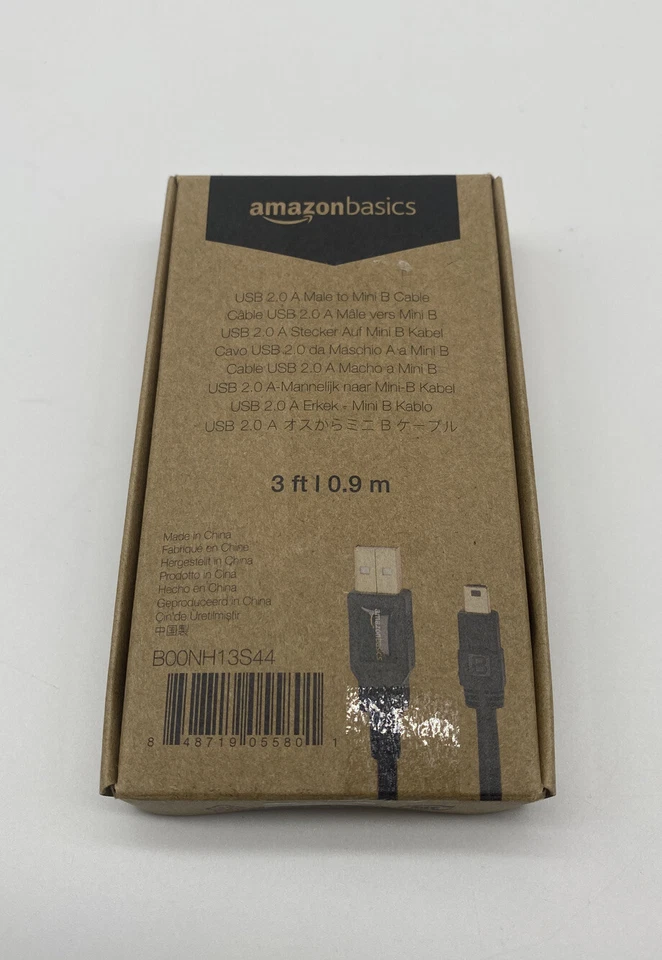 amazonbasics
USB 2.0 A Male to Mini B Cable
Câble USB 2.0 A Mâle vers Mini B
USB 2.0 A Stecker Auf Mini B Kabel
Cavo USB 2.0 da Maschio A a Mini B
Cable USB 2.0 A Macho a Mini B
USB 2.0 A-Mannelijk naar Mini-B Kabel
USB 2.0 A Erkek - Mini B Kablo
USB 2.0 A オスからミニ B ケーブル
3 ft | 0.9 m
Made in China
Fabriqué en Chine
Hergestellt in China
Prodotto in Cina
Hecho en China
Geproduceerd in China
Çin'de Üretilmiştir
中国製
B00NH13S44
8 48719 05580 1
amazonbasics